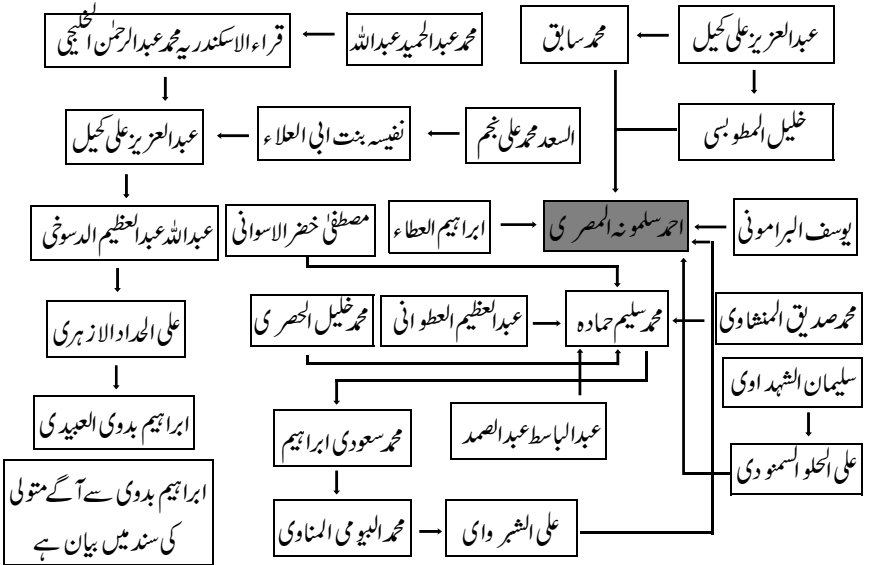 عبدالعزیز علی کحیل
محمد سابق
محمد عبدالحمید عبداللہ
قراء الاسکندریہ محمد عبدالرحمٰن الخلیجی
خلیل المطوبسی
السعد محمد علی نجم
نفیسہ بنت ابی العلاء
عبدالعزیز علی کحیل
یوسف البرامونی
احمد سلمونہ المصری
ابراہیم العطاء
مصطفیٰ خضر الاسوانی
عبداللہ عبدالعظیم الدسوخی
محمد صدیق المنشاوی
محمد سلیم حمادہ
عبدالعظیم العطوانی
محمد خلیل الحصری
علی الحداد الازہری
سلیمان الشہداوی
ابراہیم بدوی العبیدی
محمد سعودی ابراہیم
عبدالباسط عبدالصمد
علی الحلو السمنودی
ابراہیم بدوی سے آگے متولی
کی سند میں بیان ہے
محمد البیومی المناوی
علی الشبروای